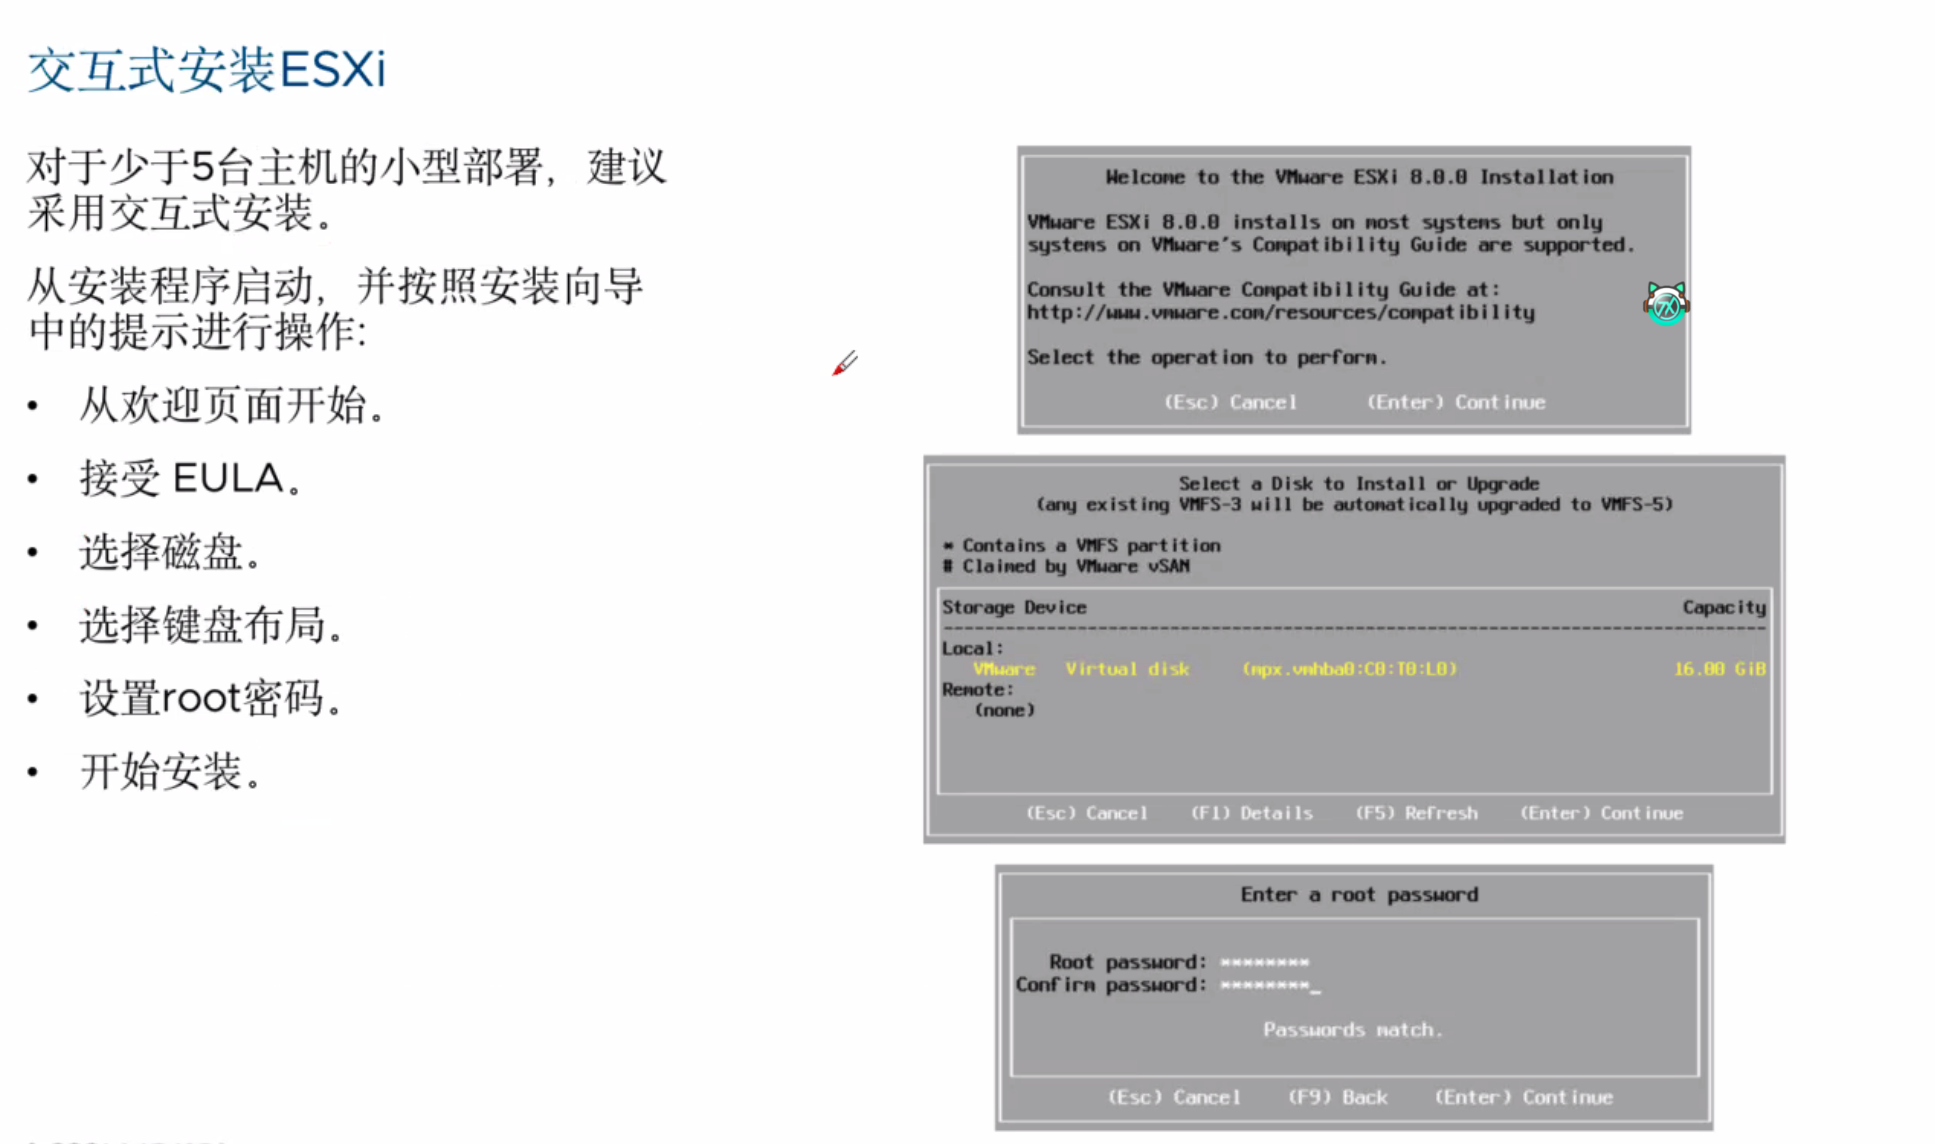 交互式安装ESXi
对于少于5台主机的小型部署，建议
采用交互式安装。
从安装程序启动，并按照安装向导
中的提示进行操作:
• 从欢迎页面开始。
• 接受 EULA。
• 选择磁盘。
• 选择键盘布局。
• 设置root密码。
• 开始安装。
Welcome to the VMware ESXi 8.0.0 Installation
VMware ESXi 8.0.0 installs on most systems but only
systems on VMware's Compatibility Guide are supported.
Consult the VMware Compatibility Guide at:
http://www.vmware.com/resources/compatibility
Select the operation to perform.
(Esc) Cancel (Enter) Continue
Select a Disk to Install or Upgrade
(any existing VMFS-3 will be automatically upgraded to VMFS-5)
* Contains a VMFS partition
# Claimed by VMware vSAN
Storage Device Capacity
Local:
VMware Virtual disk (mpx.vmhba0:C0:T0:L0) 16.00 GiB
Remote:
(none)
(Esc) Cancel (F1) Details (F5) Refresh (Enter) Continue
Enter a root password
Root password: ********
Confirm password: ********_
Passwords match.
(Esc) Cancel (F9) Back (Enter) Continue